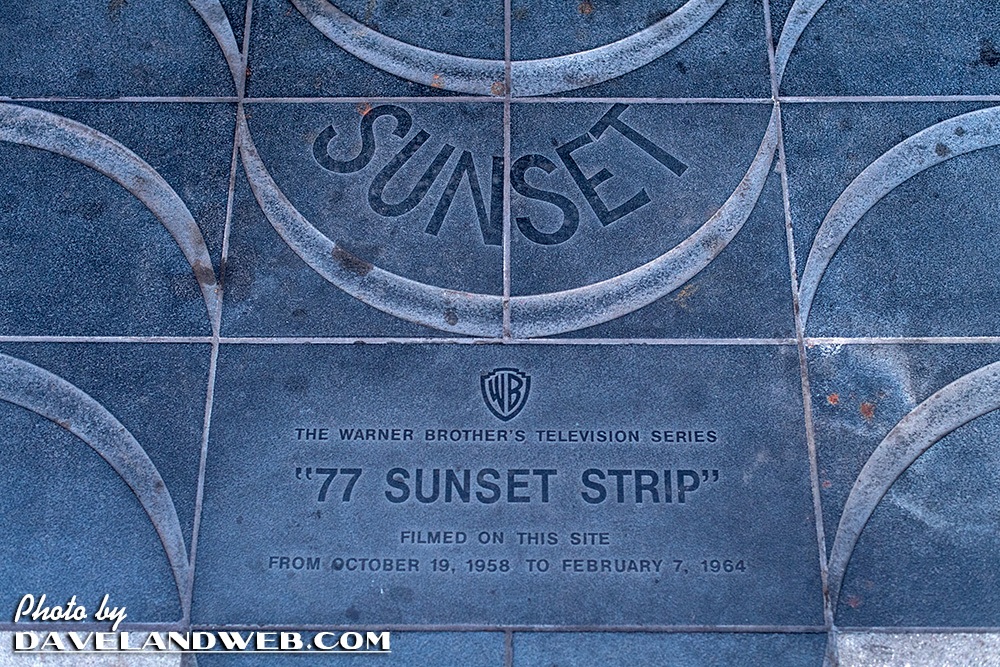 SUNSET
WB
THE WARNER BROTHER'S TELEVISION SERIES
"77 SUNSET STRIP"
FILMED ON THIS SITE
FROM OCTOBER 19, 1958 TO FEBRUARY 7, 1964
Photo by
DAVELANDWEB.COM